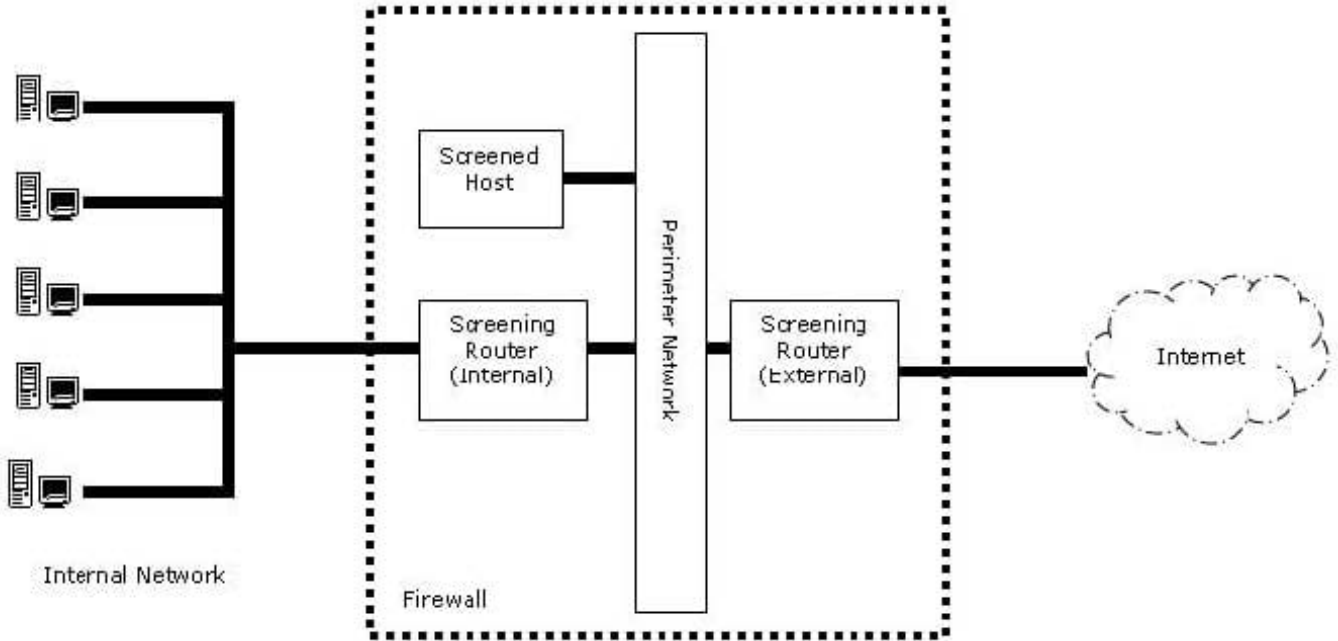 Screened
Host
Perimeter Network
Screening
Router
(Internal)
Screening
Router
(External)
Internet
Internal Network
Firewall